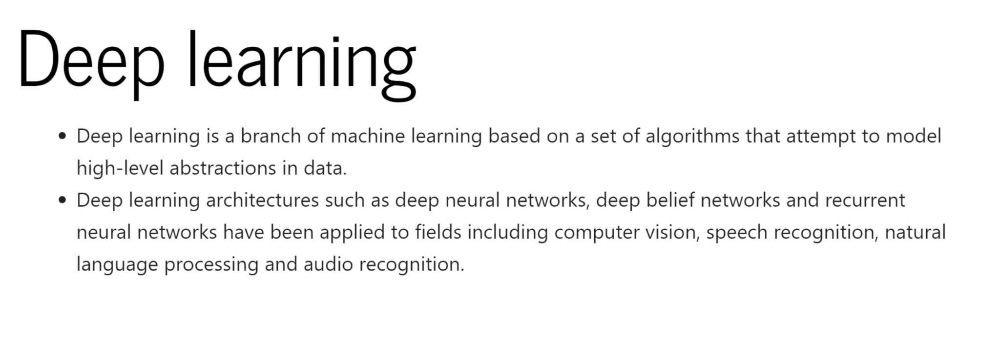 Deep learning
• Deep learning is a branch of machine learning based on a set of algorithms that attempt to model
high-level abstractions in data.
• Deep learning architectures such as deep neural networks, deep belief networks and recurrent
neural networks have been applied to fields including computer vision, speech recognition, natural
language processing and audio recognition.